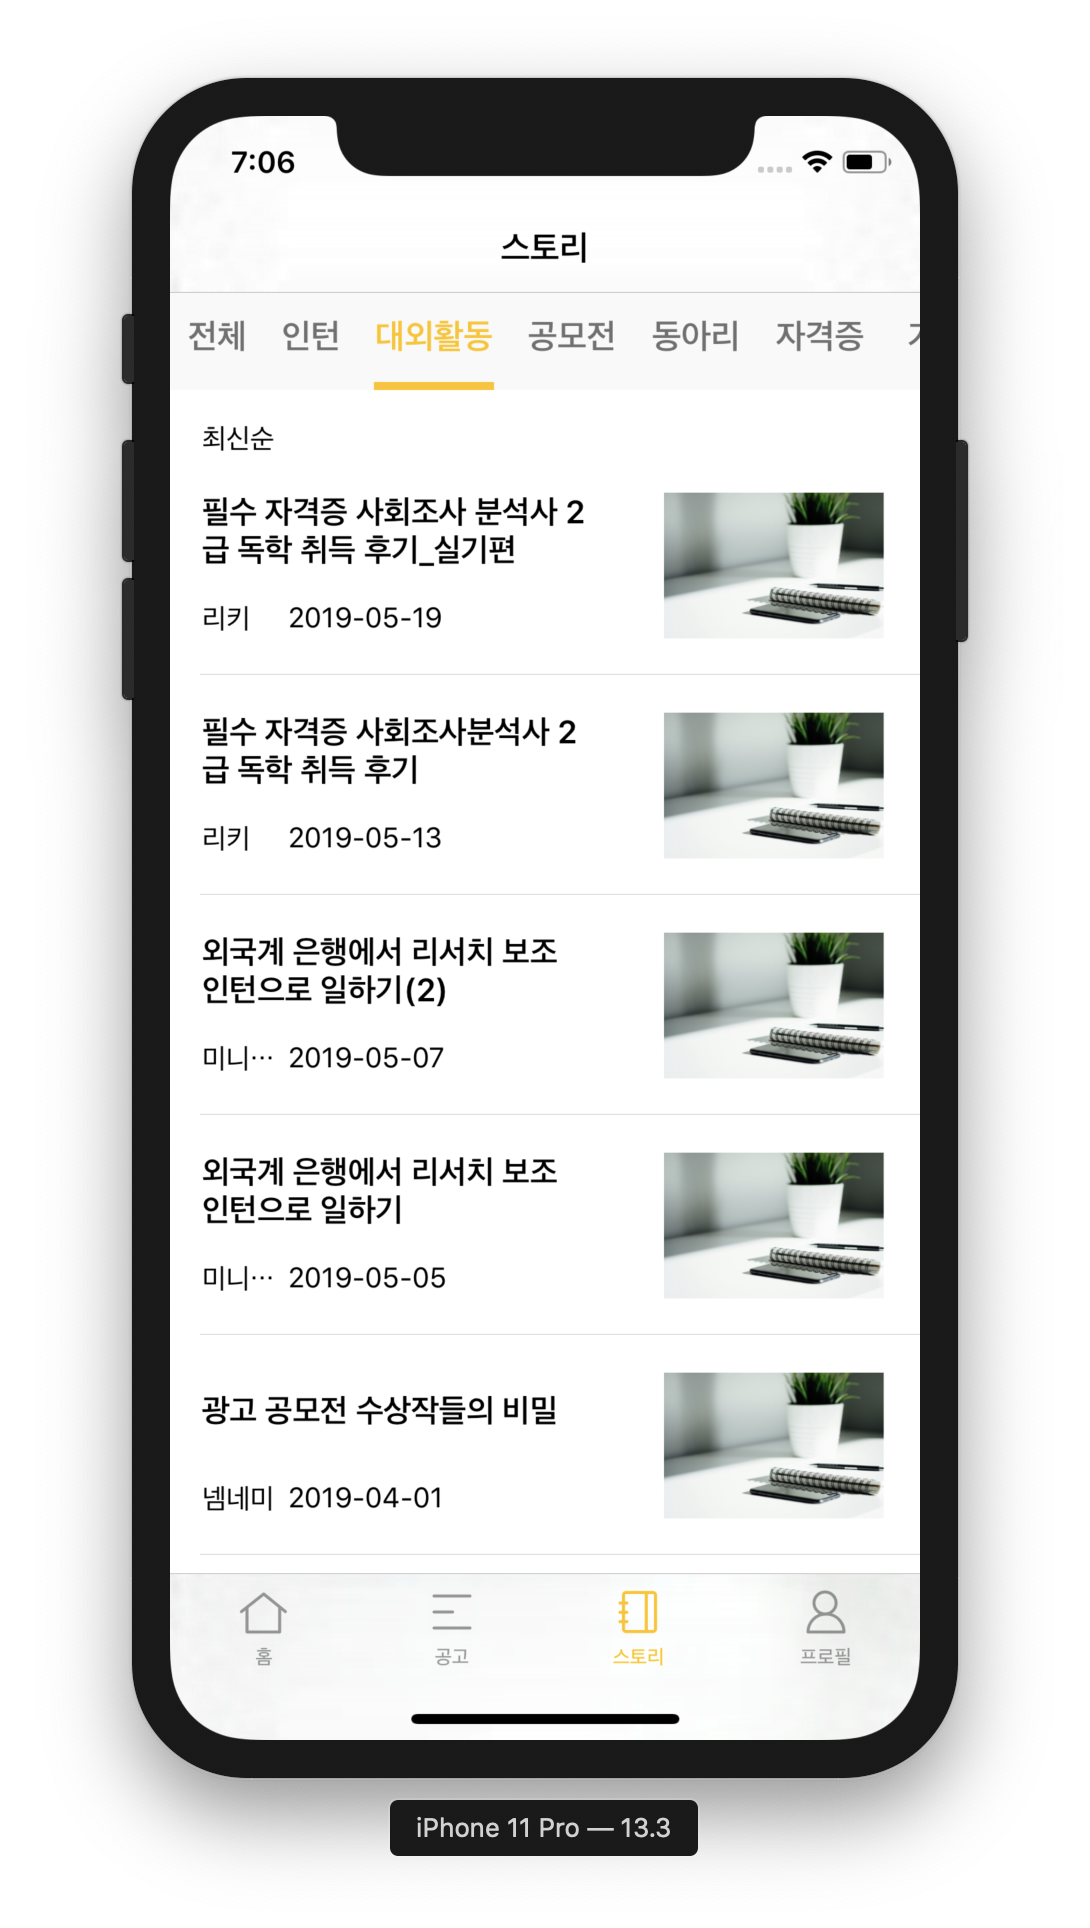 7:06
스토리
전체 인턴 대외활동 공모전 동아리 자격증
최신순
필수 자격증 사회조사 분석사 2
급 독학 취득 후기_실기편
리키 2019-05-19
필수 자격증 사회조사분석사 2
급 독학 취득 후기
리키 2019-05-13
외국계 은행에서 리서치 보조
인턴으로 일하기(2)
미니… 2019-05-07
외국계 은행에서 리서치 보조
인턴으로 일하기
미니… 2019-05-05
광고 공모전 수상작들의 비밀
넴네미 2019-04-01
홈 공고 스토리 프로필
iPhone 11 Pro — 13.3